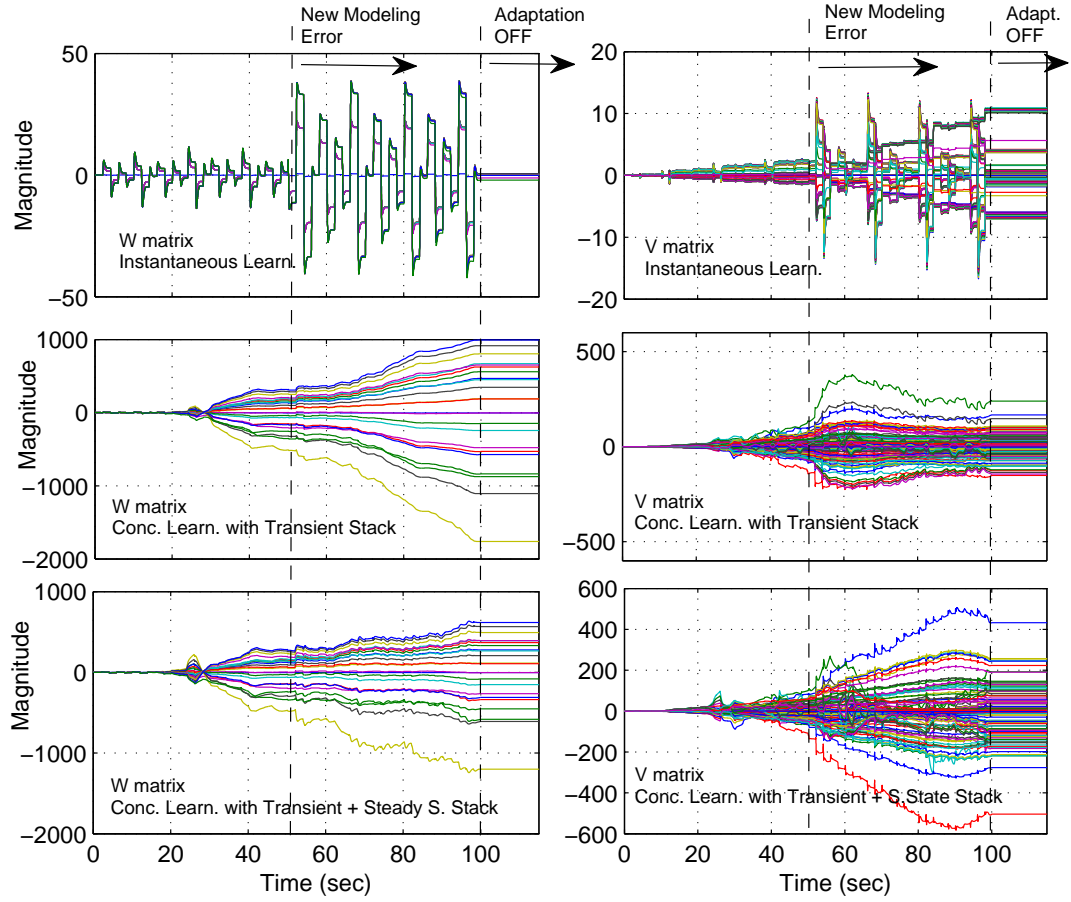 New Modeling
Error
Adaptation
OFF
New Modeling
Error
Adapt.
OFF
50
0
−50
Magnitude
W matrix
Instantaneous Learn.
20
10
0
−10
−20
V matrix
Instantaneous Learn.
1000
0
−1000
−2000
Magnitude
W matrix
Conc. Learn. with Transient Stack
500
0
−500
V matrix
Conc. Learn. with Transient Stack
1000
0
−1000
−2000
Magnitude
W matrix
Conc. Learn. with Transient + Steady S. Stack
0 20 40 60 80 100
Time (sec)
600
400
200
0
−200
−400
−600
V matrix
Conc. Learn. with Transient + S.State Stack
0 20 40 60 80 100
Time (sec)